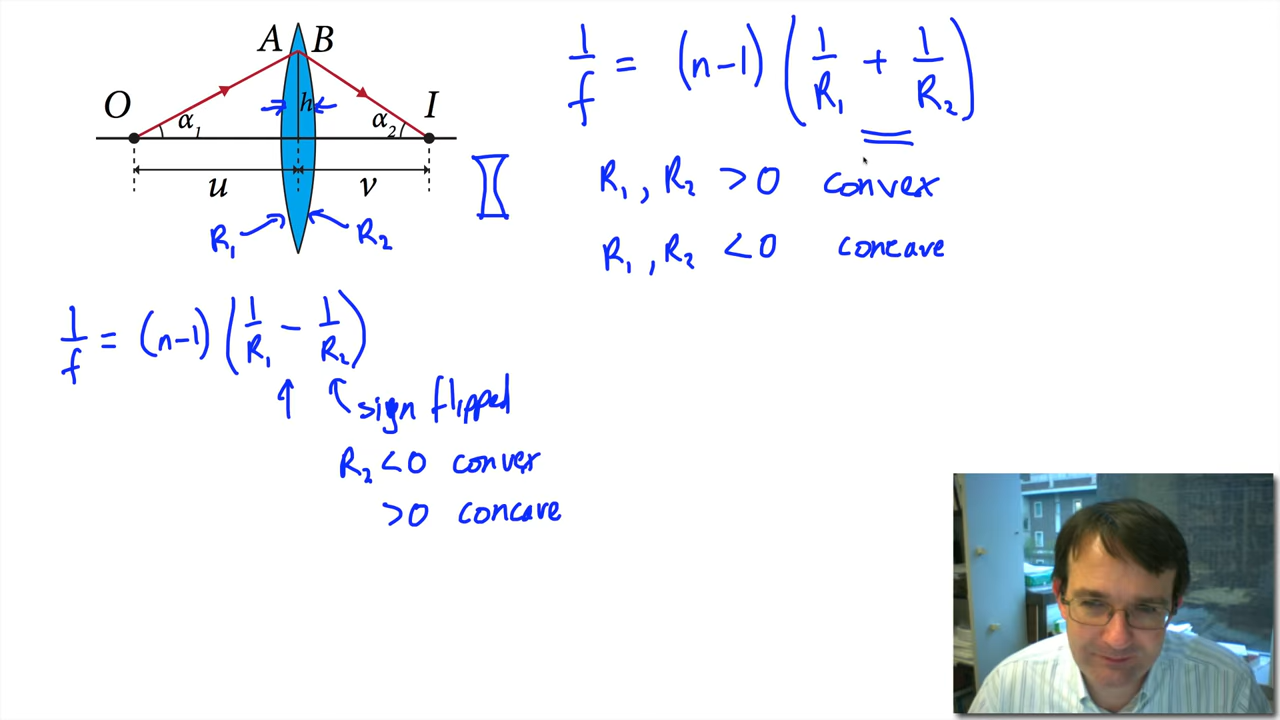 A B
O
h
I
α₁
α₂
u
v
R₁
R₂
1/f = (n-1) (1/R₁ + 1/R₂)
R₁, R₂ >0 convex
R₁, R₂ <0 concave
1/f = (n-1) (1/R₁ - 1/R₂)
sign flipped
R₂ <0 convex
>0 concave